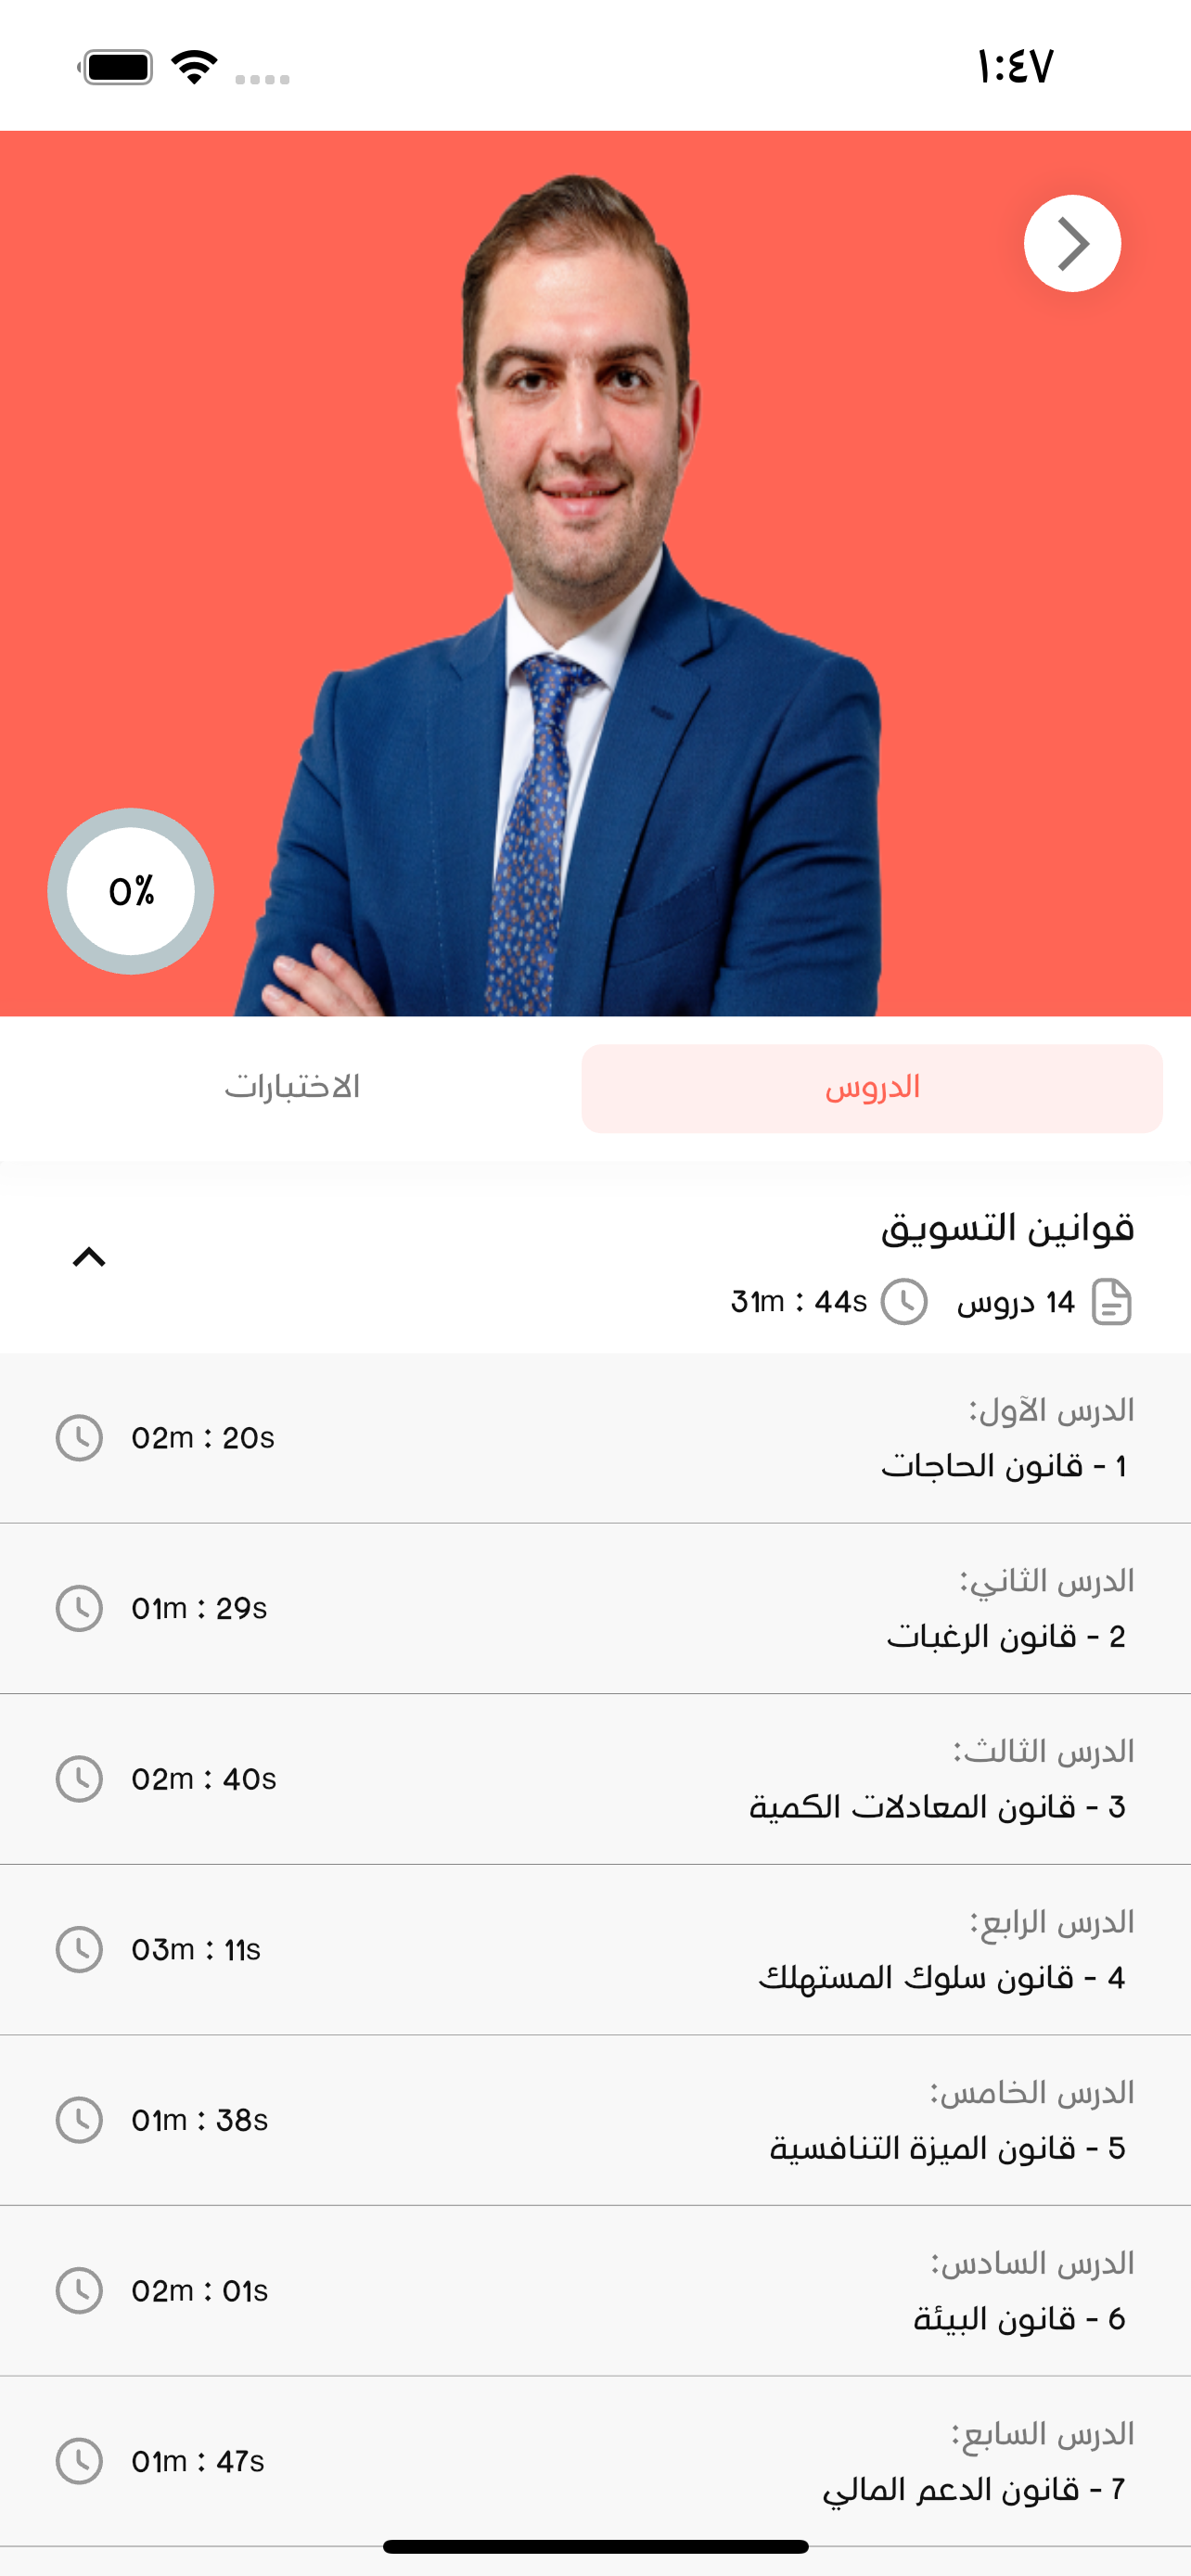 ١:٤٧
0%
الدروس
الاختبارات
قوانين التسويق
14 دروس 31m : 44s
الدرس الأول:
1 - قانون الحاجات
02m : 20s
الدرس الثاني:
2 - قانون الرغبات
01m : 29s
الدرس الثالث:
3 - قانون المعادلات الكمية
02m : 40s
الدرس الرابع:
4 - قانون سلوك المستهلك
03m : 11s
الدرس الخامس:
5 - قانون الميزة التنافسية
01m : 38s
الدرس السادس:
6 - قانون البيئة
02m : 01s
الدرس السابع:
7 - قانون الدعم المالي
01m : 47s